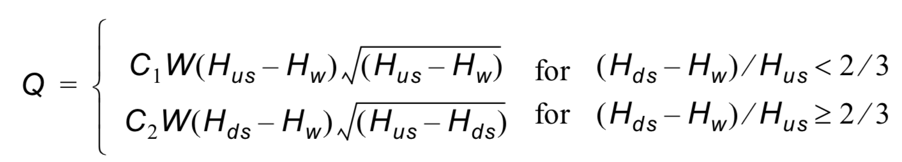 Q = { C₁W(H_us – H_w)√(H_us – H_w) for (H_ds – H_w)/H_us < 2/3
C₂W(H_ds – H_w)√(H_us – H_ds) for (H_ds – H_w)/H_us ≥ 2/3